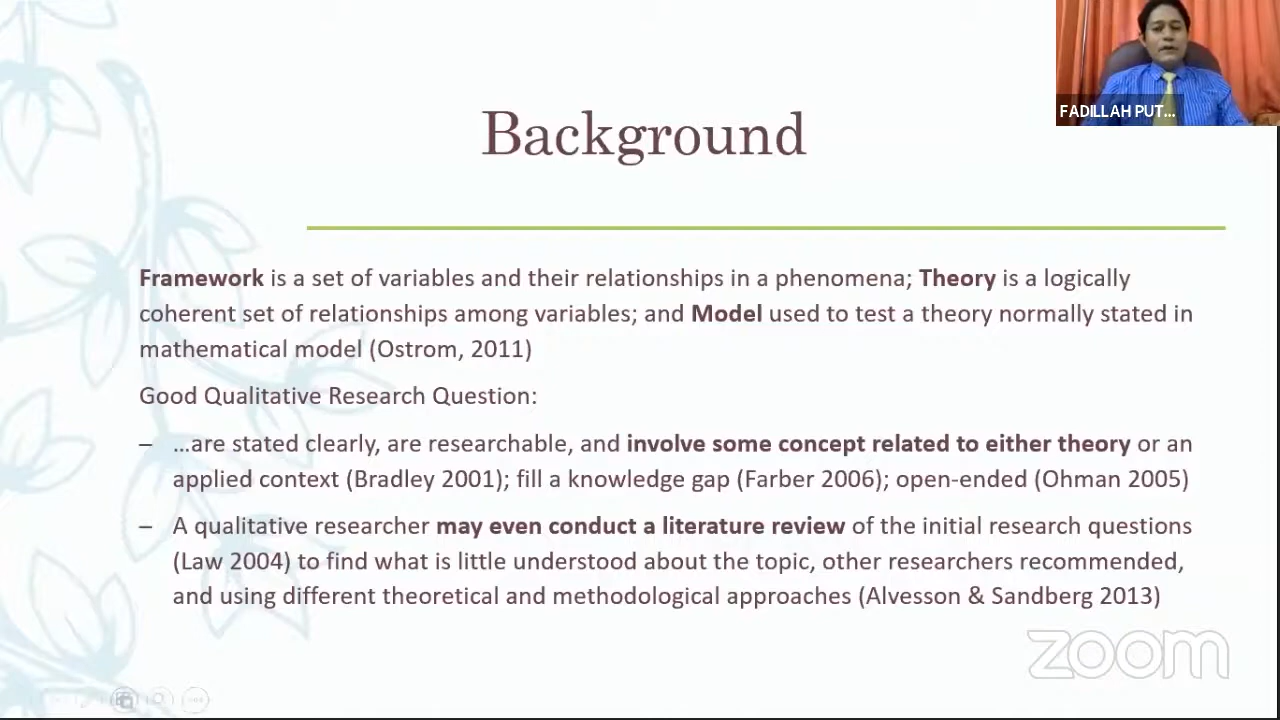 FADILLAH PUT...
Background
Framework is a set of variables and their relationships in a phenomena; Theory is a logically
coherent set of relationships among variables; and Model used to test a theory normally stated in
mathematical model (Ostrom, 2011)
Good Qualitative Research Question:
– ...are stated clearly, are researchable, and involve some concept related to either theory or an
applied context (Bradley 2001); fill a knowledge gap (Farber 2006); open-ended (Ohman 2005)
– A qualitative researcher may even conduct a literature review of the initial research questions
(Law 2004) to find what is little understood about the topic, other researchers recommended,
and using different theoretical and methodological approaches (Alvesson & Sandberg 2013)
zoom